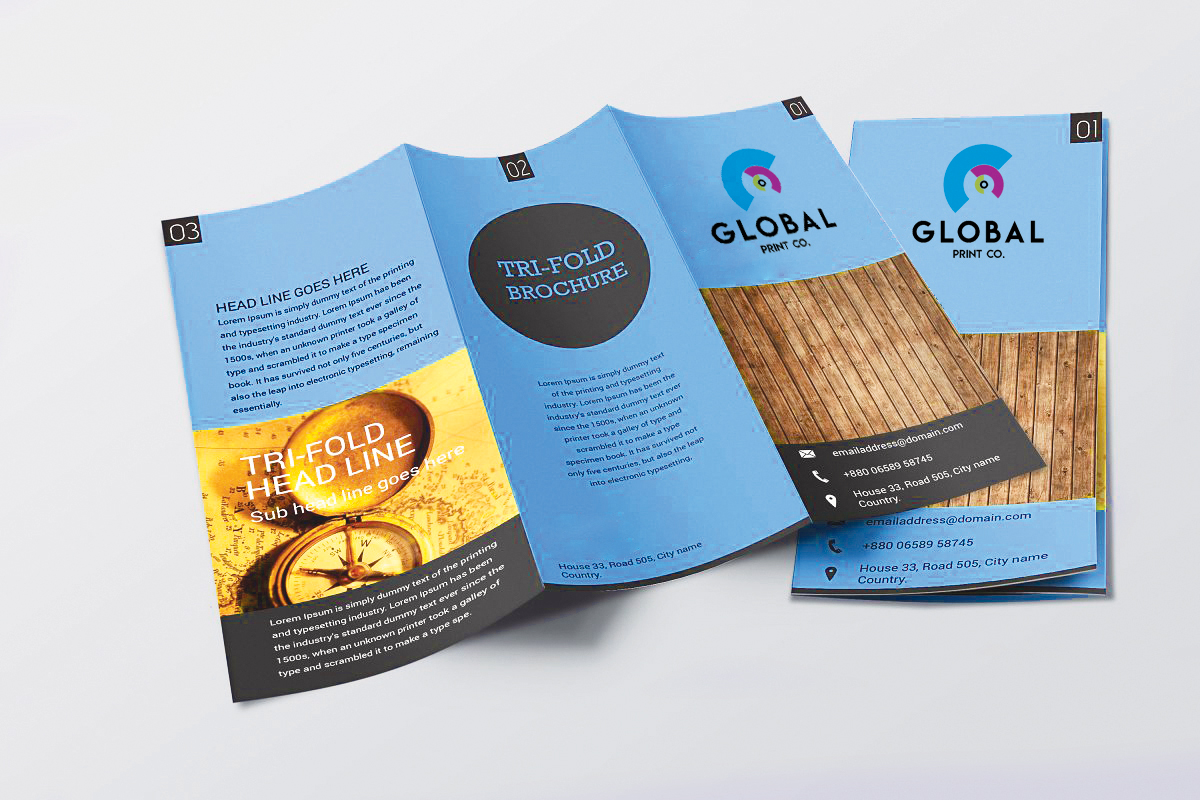 03
HEAD LINE GOES HERE
Lorem Ipsum is simply dummy text of the printing
and typesetting industry. Lorem Ipsum has been
the industry's standard dummy text ever since the
1500s, when an unknown printer took a galley of
type and scrambled it to make a type specimen
book. It has survived not only five centuries, but
also the leap into electronic typesetting, remaining
essentially.
TRI-FOLD
HEAD LINE
Sub head line goes here
Lorem Ipsum is simply dummy text of the printing
and typesetting industry. Lorem Ipsum has been
the industry's standard dummy text ever since the
1500s, when an unknown printer took a galley of
type and scrambled it to make a type spe.
02
TRI-FOLD
BROCHURE
Lorem Ipsum is simply dummy text
of the printing and typesetting
industry. Lorem Ipsum has been the
industry's standard dummy text ever
since the 1500s, when an unknown
printer took a galley of type and
scrambled it to make a type
specimen book. It has survived not
only five centuries, but also the leap
into electronic typesetting,
House 33, Road 505, City name
Country.
01
GLOBAL
PRINT CO.
emailaddress@domain.com
+880 06589 58745
House 33, Road 505, City name
Country.
01
GLOBAL
PRINT CO.
emailaddress@domain.com
+880 06589 58745
House 33, Road 505, City name
Country.